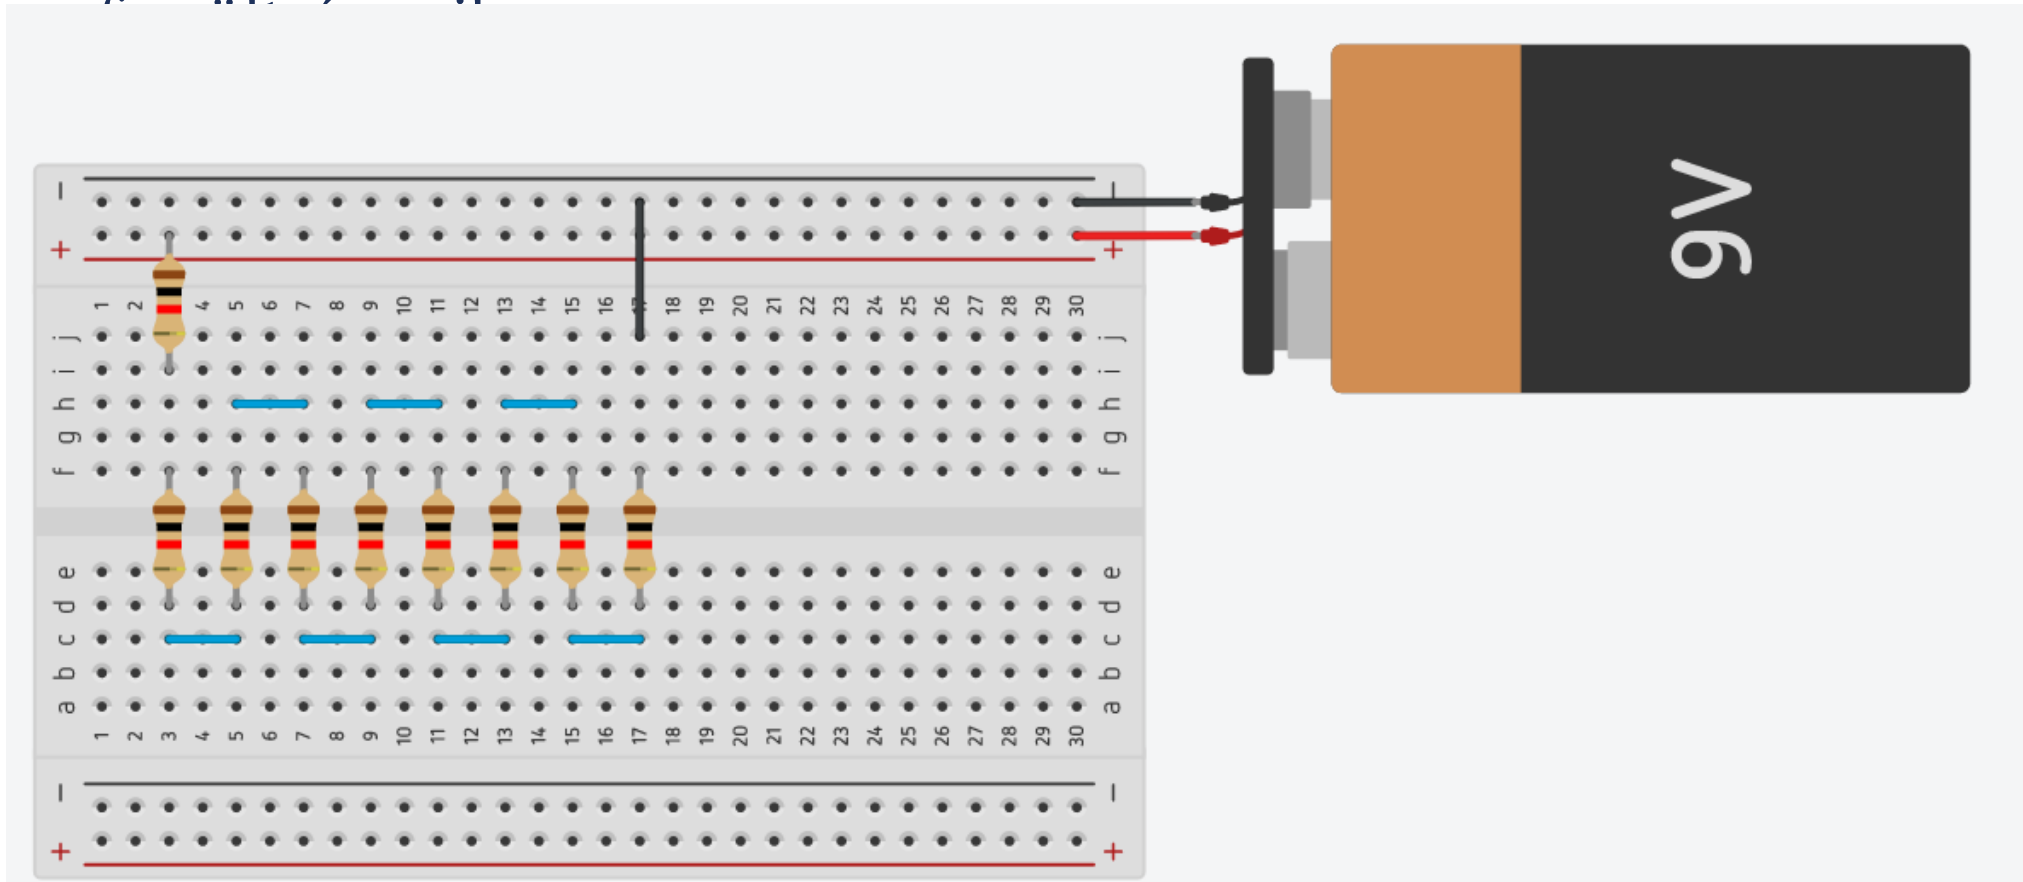 − −
+ +
1 2 4 5 6 7 8 9 10 11 12 13 14 15 16 18 19 20 21 22 23 24 25 26 27 28 29 30
j j
i i
h h
g g
f f
e e
d d
c c
b b
a a
1 2 3 4 5 6 7 8 9 10 11 12 13 14 15 16 17 18 19 20 21 22 23 24 25 26 27 28 29 30
− −
+ +
9V